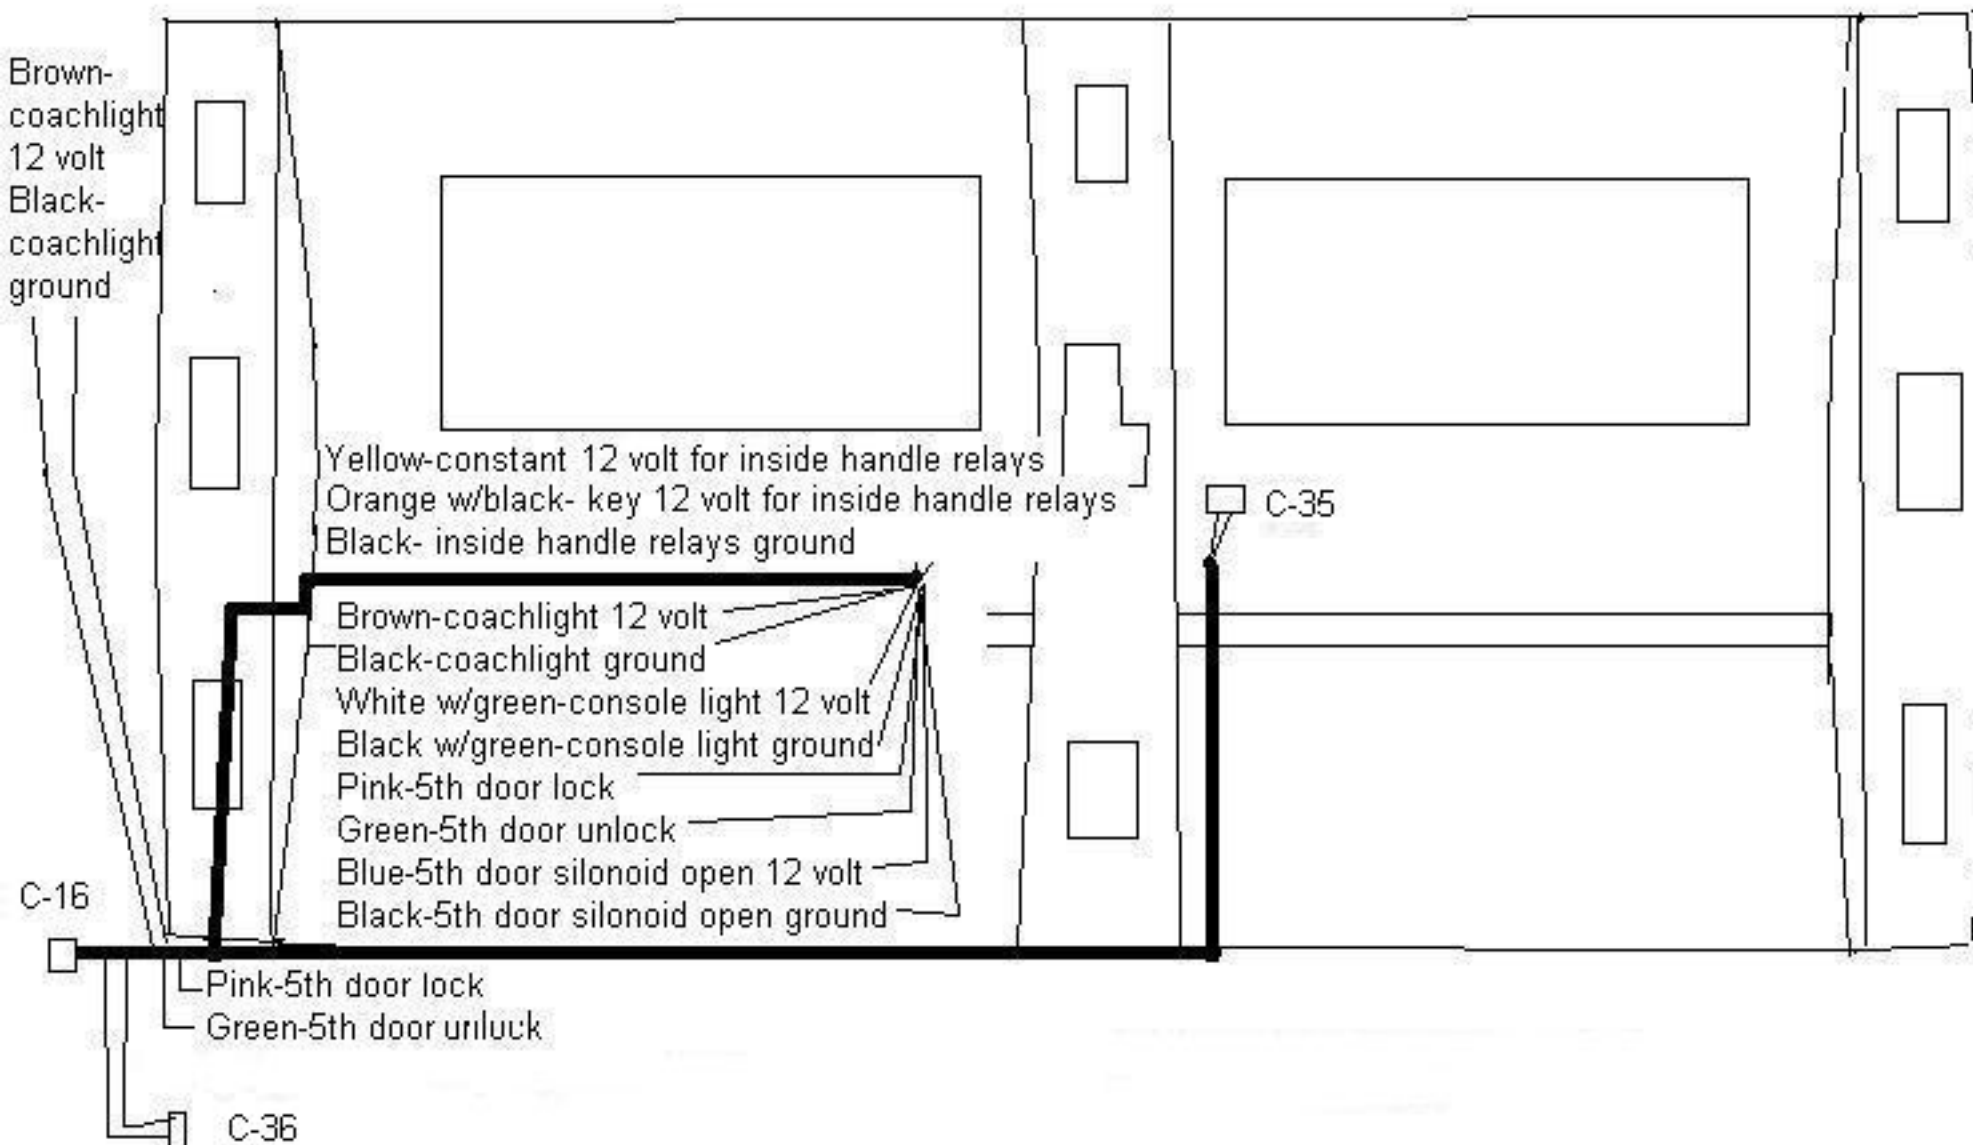 Brown-
coachlight
12 volt
Black-
coachlight
ground
Yellow-constant 12 volt for inside handle relays
Orange w/black- key 12 volt for inside handle relays
Black- inside handle relays ground
C-35
Brown-coachlight 12 volt
Black-coachlight ground
White w/green-console light 12 volt
Black w/green-console light ground
Pink-5th door lock
Green-5th door unlock
Blue-5th door silonoid open 12 volt
Black-5th door silonoid open ground
C-16
Pink-5th door lock
Green-5th door unluck
C-36